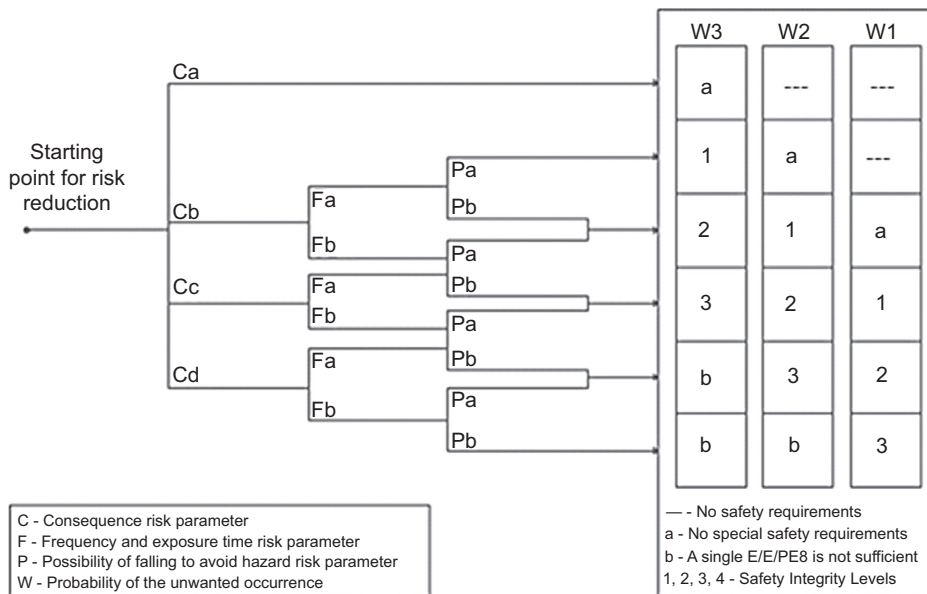 W3 W2 W1
Ca
a --- ---
Starting
point for risk
reduction
Pa
1 a ---
Cb
Fa
Pb
2 1 a
Fb
Pa
Cc
Fa
Pb
3 2 1
Fb
Pa
Cd
Fa
Pb
b 3 2
Fb
Pa
Pb
b b 3
C - Consequence risk parameter
F - Frequency and exposure time risk parameter
P - Possibility of falling to avoid hazard risk parameter
W - Probability of the unwanted occurrence
— - No safety requirements
a - No special safety requirements
b - A single E/E/PE8 is not sufficient
1, 2, 3, 4 - Safety Integrity Levels